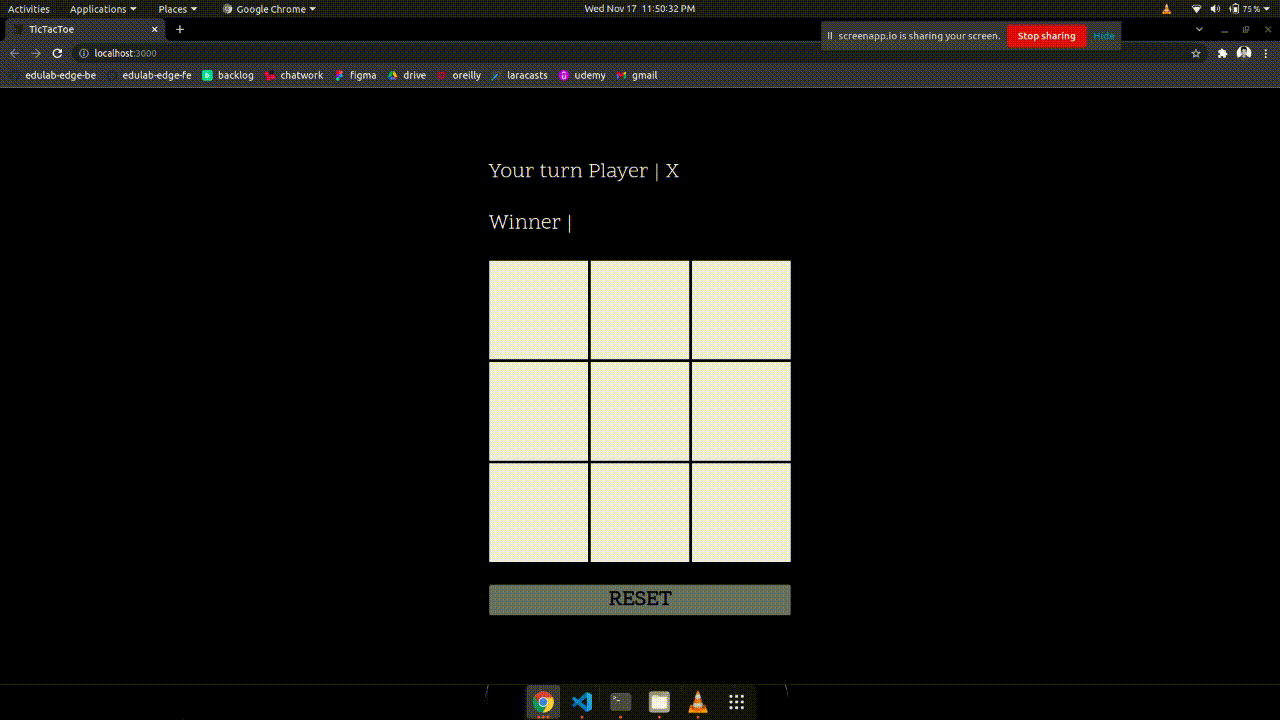 Activities Applications Places Google Chrome Wed Nov 17 11:50:32 PM 75 %
TicTacToe
screenapp.io is sharing your screen. Stop sharing Hide
localhost:3000
edulab-edge-be edulab-edge-fe backlog chatwork figma drive oreilly laracasts udemy gmail
Your turn Player | X
Winner |
RESET